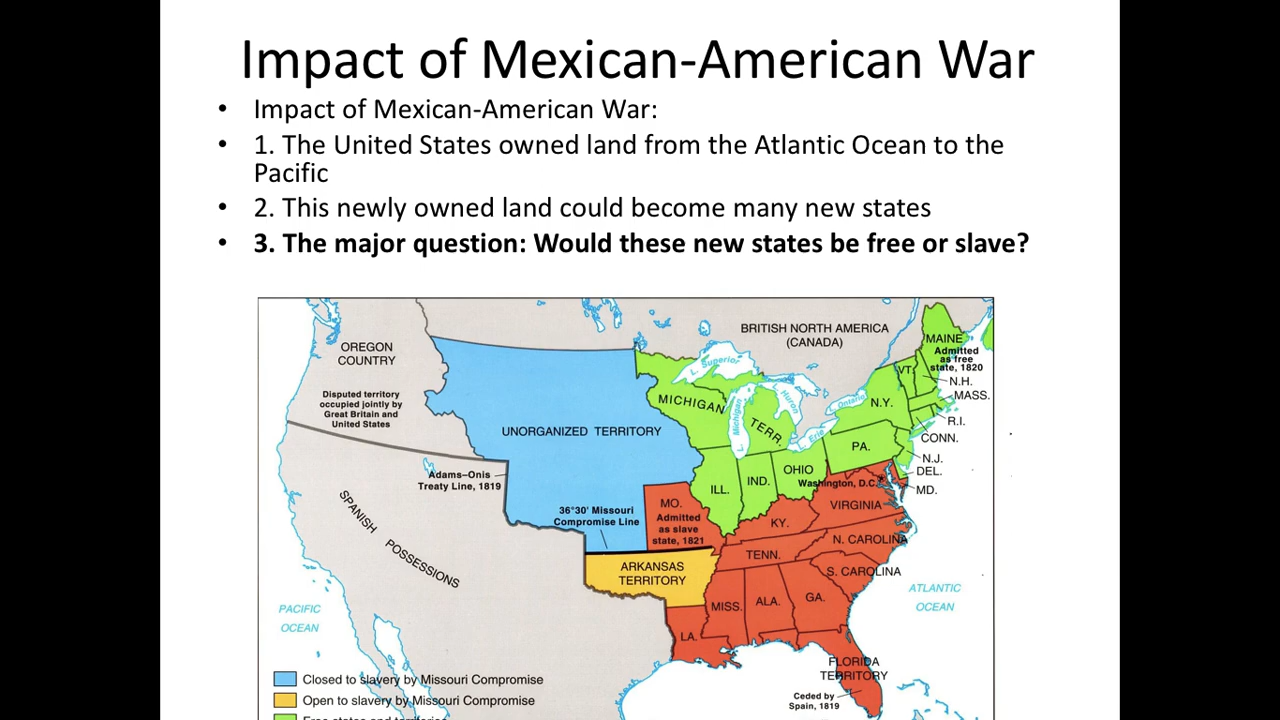 Impact of Mexican-American War
• Impact of Mexican-American War:
• 1. The United States owned land from the Atlantic Ocean to the
Pacific
• 2. This newly owned land could become many new states
• 3. The major question: Would these new states be free or slave?
BRITISH NORTH AMERICA
(CANADA)
OREGON
COUNTRY
Disputed territory
occupied jointly by
Great Britain and
United States
MAINE
Admitted
as free
state, 1820
VT.
N.H.
MASS.
N.Y.
R.I.
CONN.
L. Superior
L. Michigan
L. Huron
L. Ontario
L. Erie
MICHIGAN
TERR.
UNORGANIZED TERRITORY
PA.
N.J.
DEL.
MD.
OHIO
IND.
ILL.
Washington, D.C.
Adams–Onis
Treaty Line, 1819
SPANISH POSSESSIONS
36°30' Missouri
Compromise Line
MO.
Admitted
as slave
state, 1821
VIRGINIA
KY.
N. CAROLINA
TENN.
S. CAROLINA
ARKANSAS
TERRITORY
MISS.
ALA.
GA.
LA.
ATLANTIC
OCEAN
PACIFIC
OCEAN
FLORIDA
TERRITORY
Ceded by
Spain, 1819
Closed to slavery by Missouri Compromise
Open to slavery by Missouri Compromise